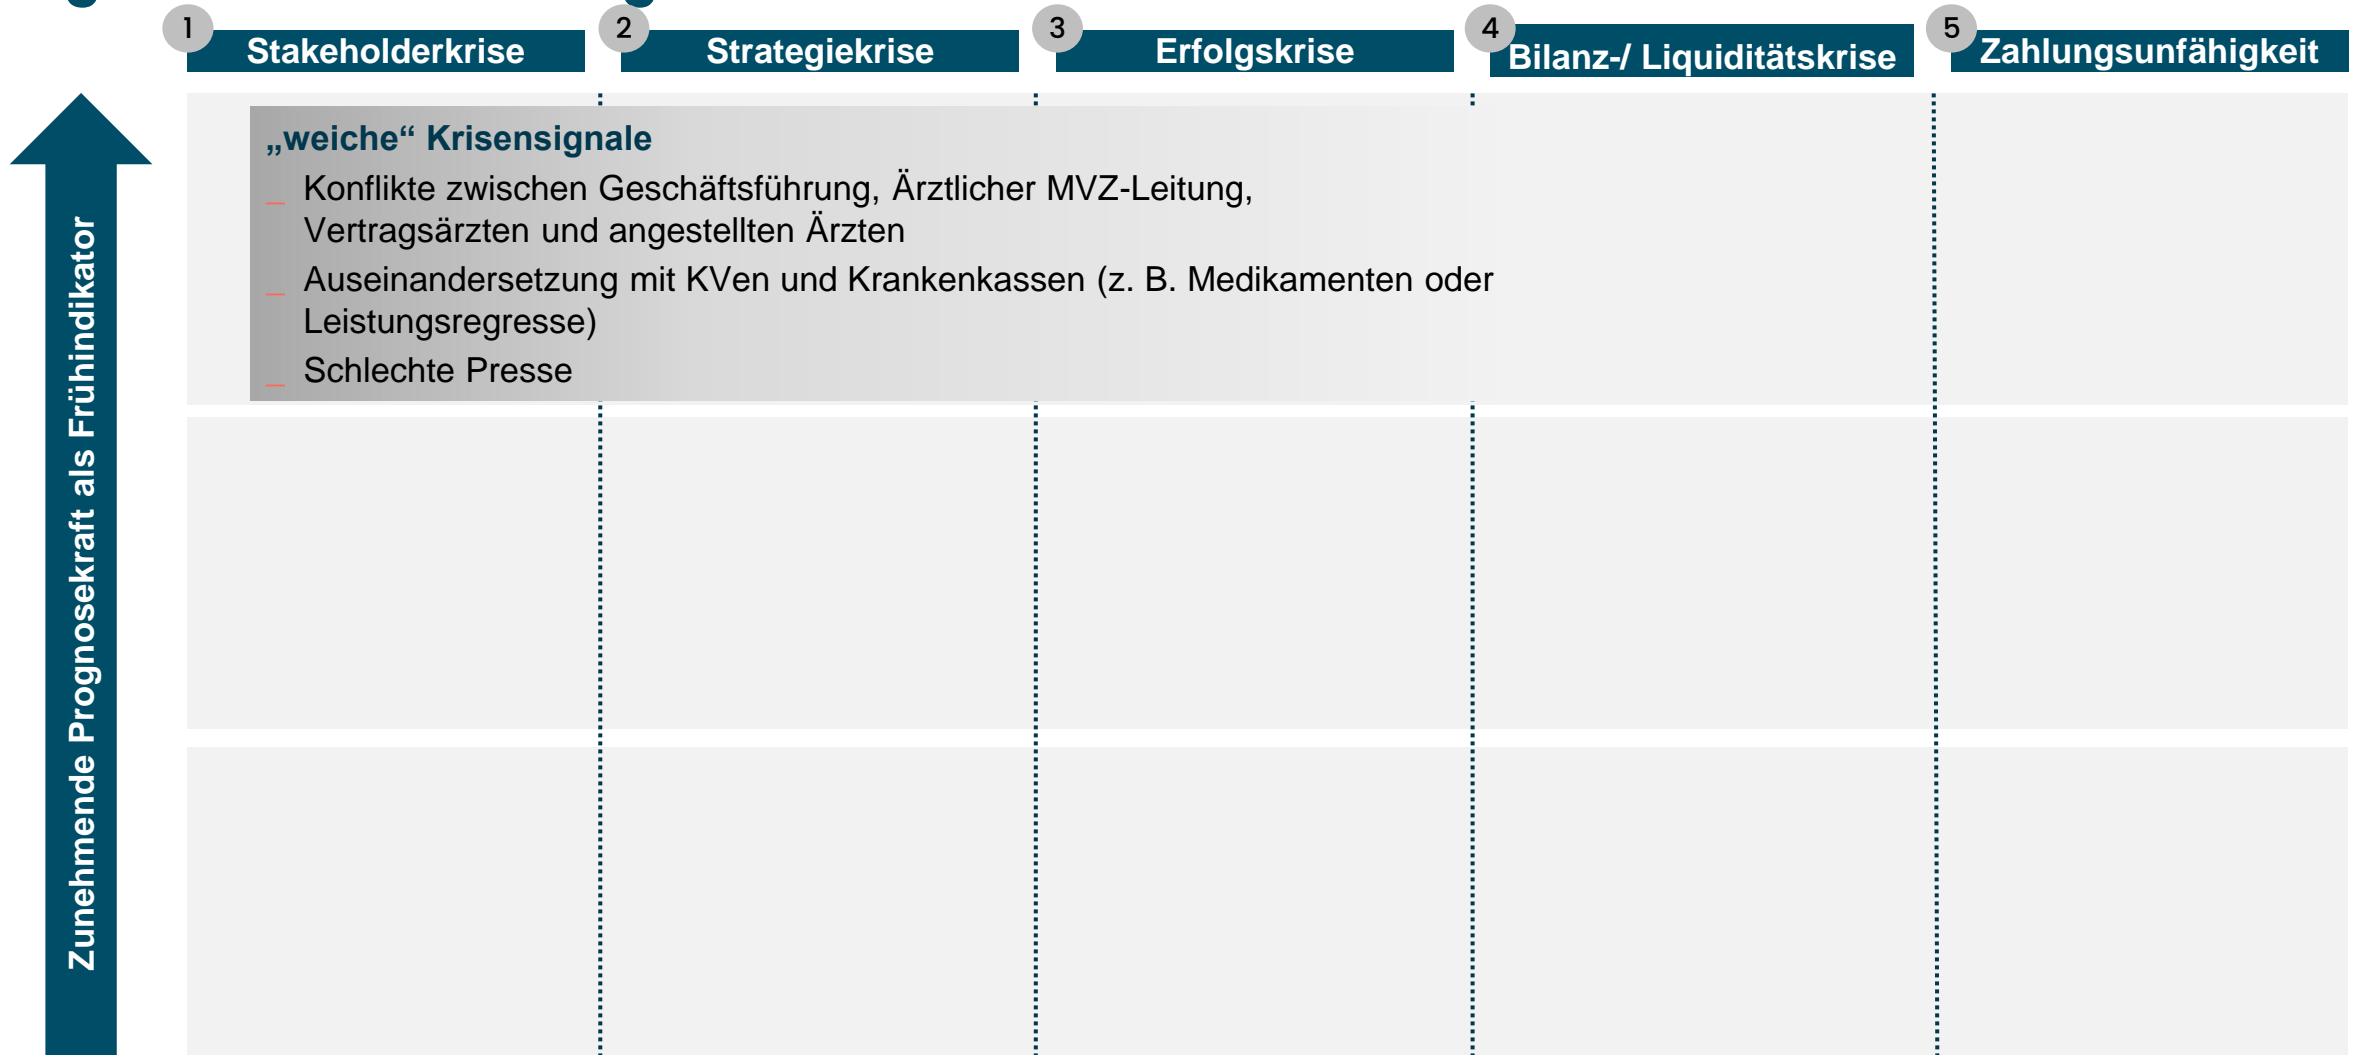 1
Stakeholderkrise
2
Strategiekrise
3
Erfolgskrise
4
Bilanz-/ Liquiditätskrise
5
Zahlungsunfähigkeit
Zunehmende Prognosekraft als Frühindikator
„weiche“ Krisensignale
_ Konflikte zwischen Geschäftsführung, Ärztlicher MVZ-Leitung,
Vertragsärzten und angestellten Ärzten
_ Auseinandersetzung mit KVen und Krankenkassen (z. B. Medikamenten oder
Leistungsregresse)
_ Schlechte Presse